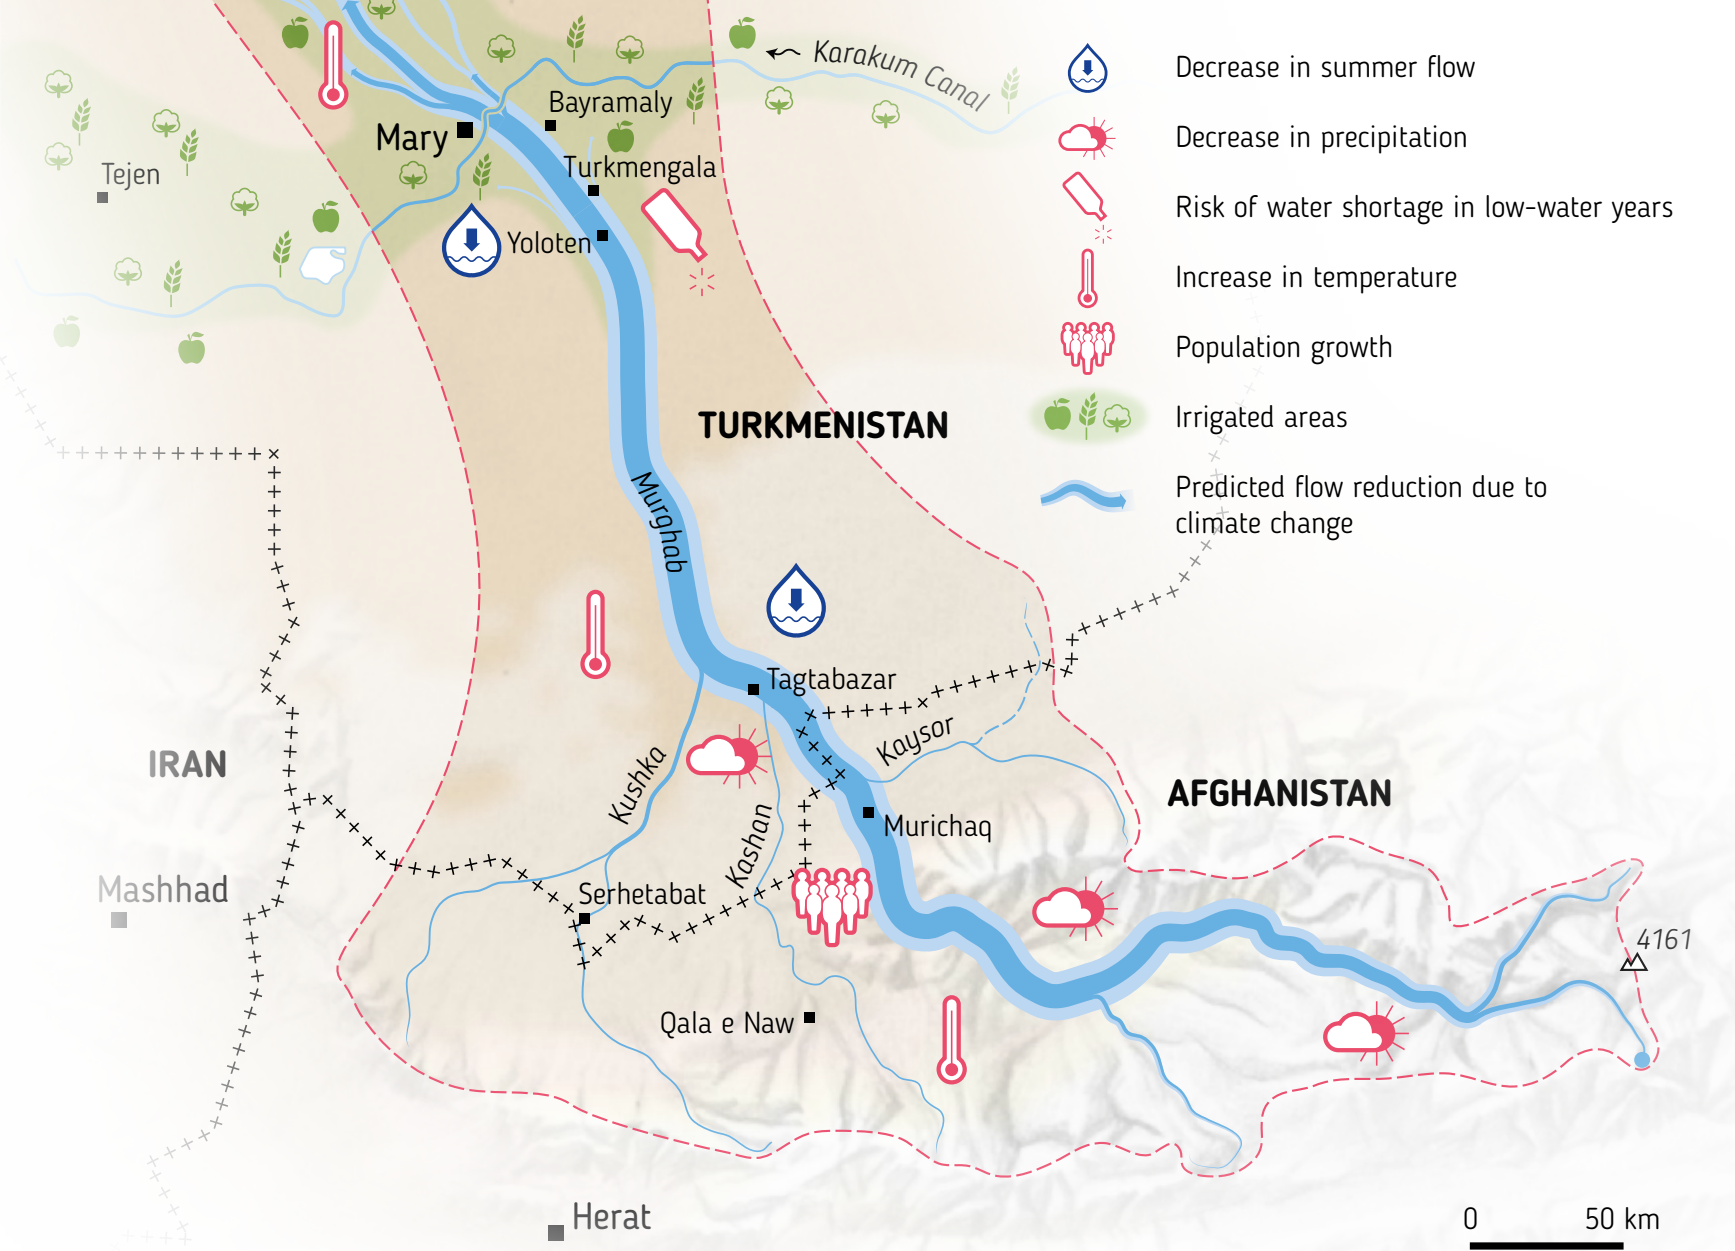 Karakum Canal
Bayramaly
Mary
Turkmengala
Tejen
Yoloten
Decrease in summer flow
Decrease in precipitation
Risk of water shortage in low-water years
Increase in temperature
Population growth
Irrigated areas
Predicted flow reduction due to
climate change
TURKMENISTAN
Murghab
Tagtabazar
Kaysor
IRAN
Kushka
AFGHANISTAN
Kashan
Murichaq
Mashhad
Serhetabat
4161
Qala e Naw
Herat
0 50 km